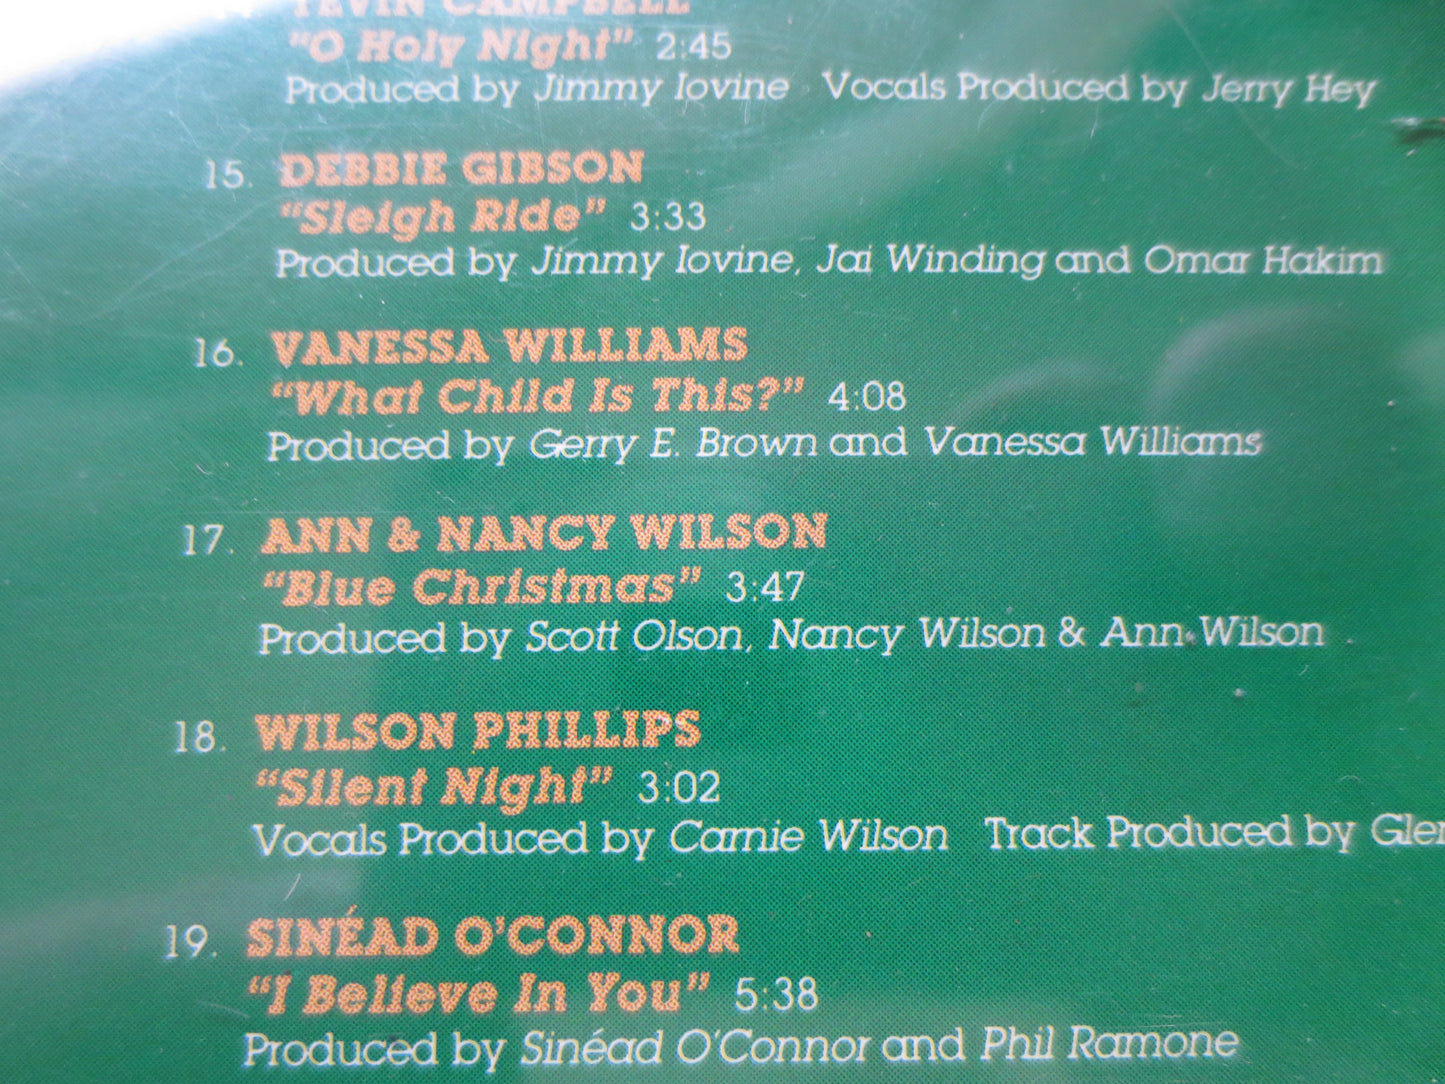 TEVIN CAMPBELL
"O Holy Night" 2:45
Produced by Jimmy Iovine Vocals Produced by Jerry Hey
15. DEBBIE GIBSON
"Sleigh Ride" 3:33
Produced by Jimmy Iovine, Jai Winding and Omar Hakim
16. VANESSA WILLIAMS
"What Child Is This?" 4:08
Produced by Gerry E. Brown and Vanessa Williams
17. ANN & NANCY WILSON
"Blue Christmas" 3:47
Produced by Scott Olson, Nancy Wilson & Ann Wilson
18. WILSON PHILLIPS
"Silent Night" 3:02
Vocals Produced by Carnie Wilson Track Produced by
19. SINÉAD O'CONNOR
"I Believe In You" 5:38
Produced by Sinéad O'Connor and Phil Ramone